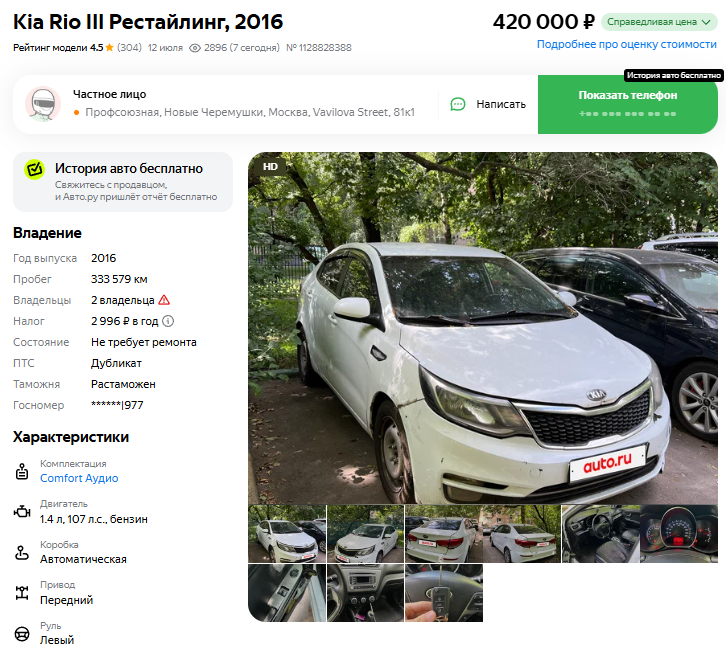 Kia Rio III Рестайлинг, 2016
420 000 ₽ Справедливая цена
Рейтинг модели 4.5 ★ (304) 12 июля 2896 (7 сегодня) № 1128828388
Подробнее про оценку стоимости
История авто бесплатно
Частное лицо
Профсоюзная, Новые Черемушки, Москва, Vavilova Street, 81к1
Написать
Показать телефон
История авто бесплатно
Свяжитесь с продавцом,
и Авто.ру пришлёт отчёт бесплатно
HD
Владение
Год выпуска 2016
Пробег 333 579 км
Владельцы 2 владельца
Налог 2 996 ₽ в год
Состояние Не требует ремонта
ПТС Дубликат
Таможня Растаможен
Госномер ******|977
Характеристики
Комплектация
Comfort Аудио
Двигатель
1.4 л, 107 л.с., бензин
Коробка
Автоматическая
Привод
Передний
Руль
Левый
KIA
auto.ru